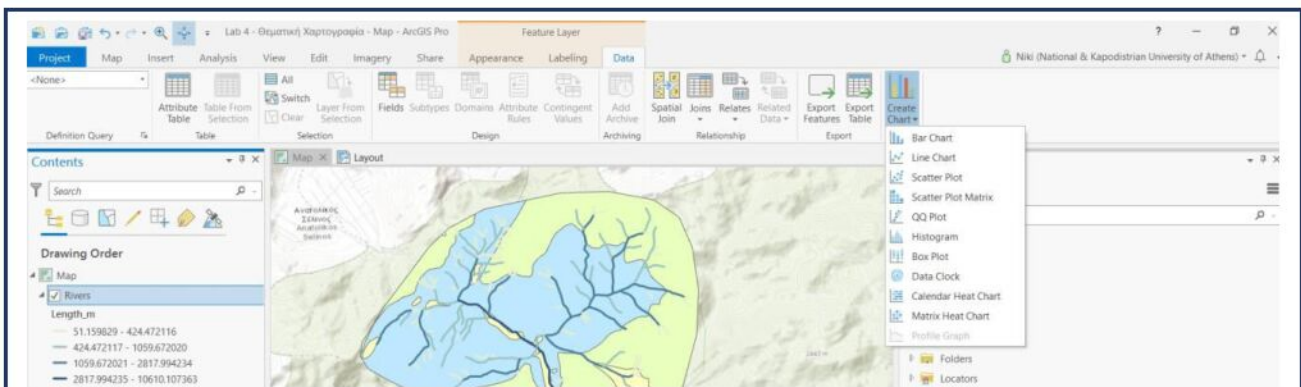 Lab 4 - Θεματική Χαρτογραφία - Map - ArcGIS Pro
Feature Layer
?
Project Map Insert Analysis View Edit Imagery Share Appearance Labeling Data
Niki (National & Kapodistrian University of Athens)
<None>
Definition Query
Attribute Table
Table From Selection
Table
All
Switch
Clear
Layer From Selection
Selection
Fields
Subtypes
Domains
Attribute Rules
Contingent Values
Design
Add Archive
Archiving
Spatial Join
Joins
Relates
Related Data
Relationship
Export Features
Export Table
Export
Create Chart
Bar Chart
Line Chart
Scatter Plot
Scatter Plot Matrix
QQ Plot
Histogram
Box Plot
Data Clock
Calendar Heat Chart
Matrix Heat Chart
Profile Graph
Folders
Locators
Contents
Search
Drawing Order
Map
Rivers
Length_m
51.159829 - 424.472116
424.472117 - 1059.672020
1059.672021 - 2817.994234
2817.994235 - 10610.107363
Map
Layout
Ανατολικός
Σέλινος
Anatolikos
Selinos